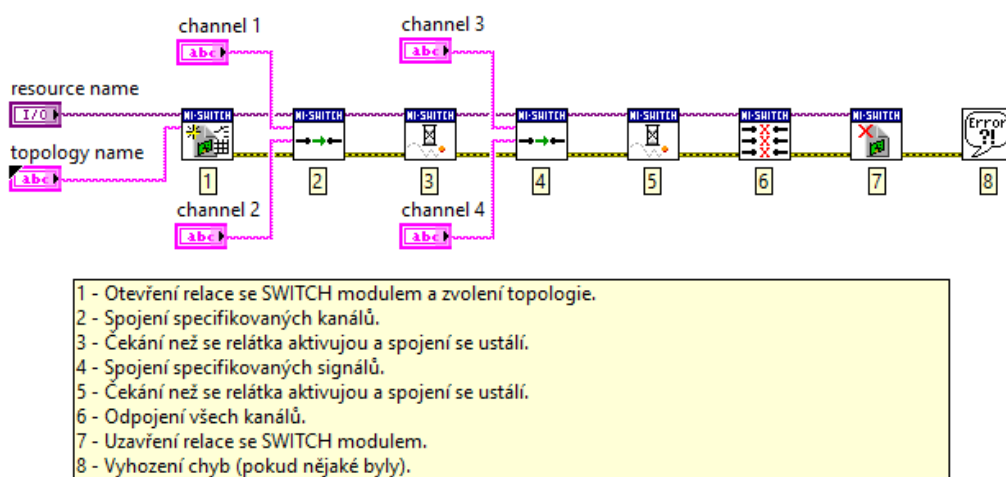 channel 1
abc
channel 3
abc
resource name
I/O
NI-SWITCH
NI-SWITCH
NI-SWITCH
NI-SWITCH
NI-SWITCH
NI-SWITCH
NI-SWITCH
Error
?!
topology name
abc
1
2
3
4
5
6
7
8
channel 2
abc
channel 4
abc
1 - Otevření relace se SWITCH modulem a zvolení topologie.
2 - Spojení specifikovaných kanálů.
3 - Čekání než se relátka aktivujou a spojení se ustálí.
4 - Spojení specifikovaných signálů.
5 - Čekání než se relátka aktivujou a spojení se ustálí.
6 - Odpojení všech kanálů.
7 - Uzavření relace se SWITCH modulem.
8 - Vyhození chyb (pokud nějaké byly).